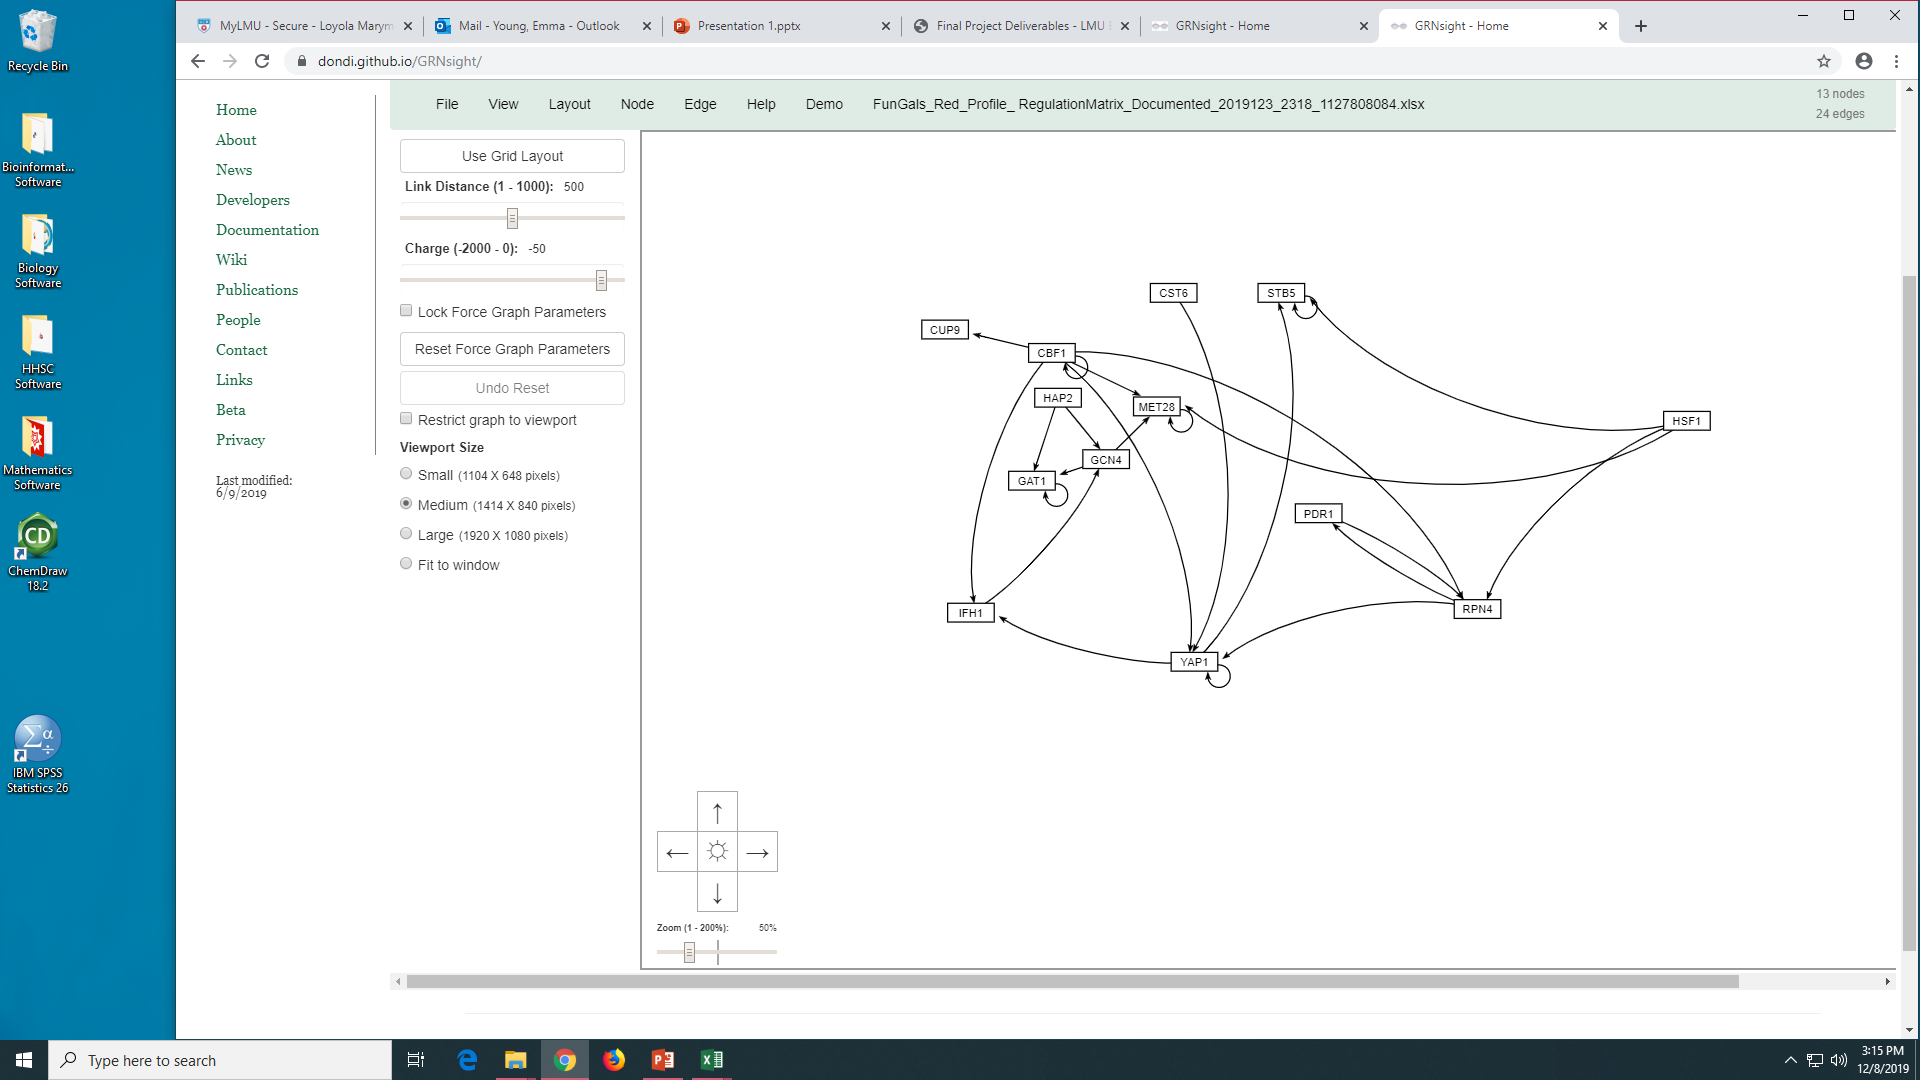 Recycle Bin
Bioinformat...
Software
Biology
Software
HHSC
Software
Mathematics
Software
ChemDraw
18.2
IBM SPSS
Statistics 26
MyLMU - Secure - Loyola Marym
Mail - Young, Emma - Outlook
Presentation 1.pptx
Final Project Deliverables - LMU
GRNsight - Home
GRNsight - Home
dondi.github.io/GRNsight/
Home
About
News
Developers
Documentation
Wiki
Publications
People
Contact
Links
Beta
Privacy
Last modified:
6/9/2019
File View Layout Node Edge Help Demo FunGals_Red_Profile_ RegulationMatrix_Documented_2019123_2318_1127808084.xlsx
13 nodes
24 edges
Use Grid Layout
Link Distance (1 - 1000): 500
Charge (-2000 - 0): -50
Lock Force Graph Parameters
Reset Force Graph Parameters
Undo Reset
Restrict graph to viewport
Viewport Size
Small (1104 X 648 pixels)
Medium (1414 X 840 pixels)
Large (1920 X 1080 pixels)
Fit to window
CST6
STB5
CUP9
CBF1
HAP2
MET28
HSF1
GCN4
GAT1
PDR1
IFH1
RPN4
YAP1
Zoom (1 - 200%): 50%
Type here to search
CD
Σα
3:15 PM
12/8/2019